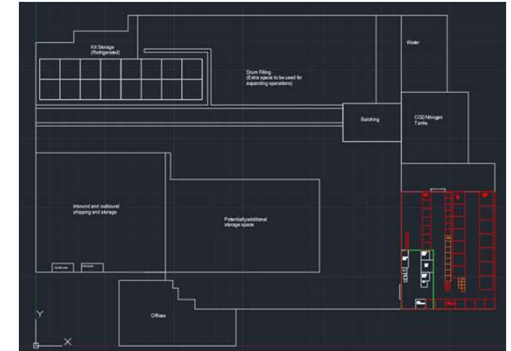 Kit Storage
(Refrigerated)
Water
Drum Filling
(Extra space to be used for
expanding operations)
Batching
CO2/Nitrogen
Tanks
Inbound and outbound
shipping and storage
Potentially additional
storage space
Offices
Y
X